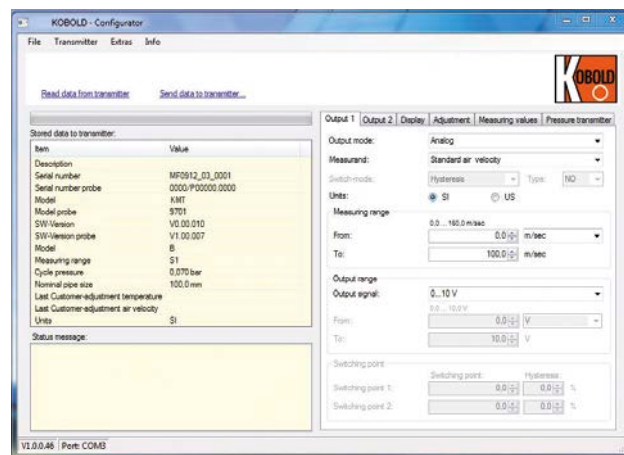 KOBOLD - Configurator
File Transmitter Extras Info
Read data from transmitter Send data to transmitter...
KOBOLD
Stored data to transmitter:
Item Value
Description
Serial number MF0912_03_0001
Serial number probe 0000/P00000.0000
Model KMT
Model probe 9701
SW-Version V0.00.010
SW-Version probe V1.00.007
Model B
Measuring range S1
Cycle pressure 0,070 bar
Nominal pipe size 100,0 mm
Last Customer-adjustment temperature
Last Customer-adjustment air velocity
Units SI
Status message:
Output 1 Output 2 Display Adjustment Measuring values Pressure transmitter
Output mode: Analog
Measurand: Standard air velocity
Switch-mode: Hysteresis Type: NO
Units: SI US
Measuring range
0,0 ... 160,0 m/sec
From: 0.0 m/sec
To: 100,0 m/sec
Output range
Output signal: 0...10 V
0.0 ... 10,0 V
From: 0,0 V
To: 10,0 V
Switching point
Switching point: Hysterese:
Switching point 1: 0,0 0,0 %
Switching point 2: 0,0 0,0 %
V1.0.0.46 Port: COM3